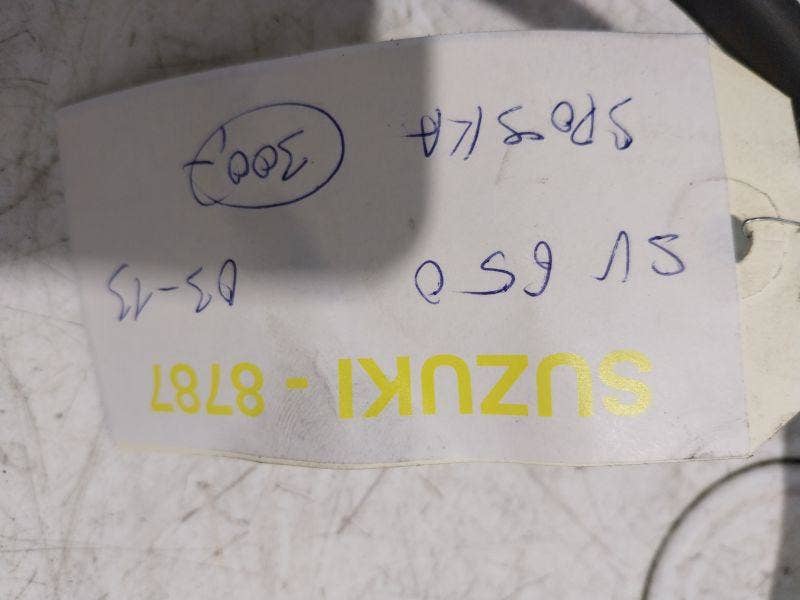 SUZUKI - 8787
SV 650 03-13
SPOJKA 300,-